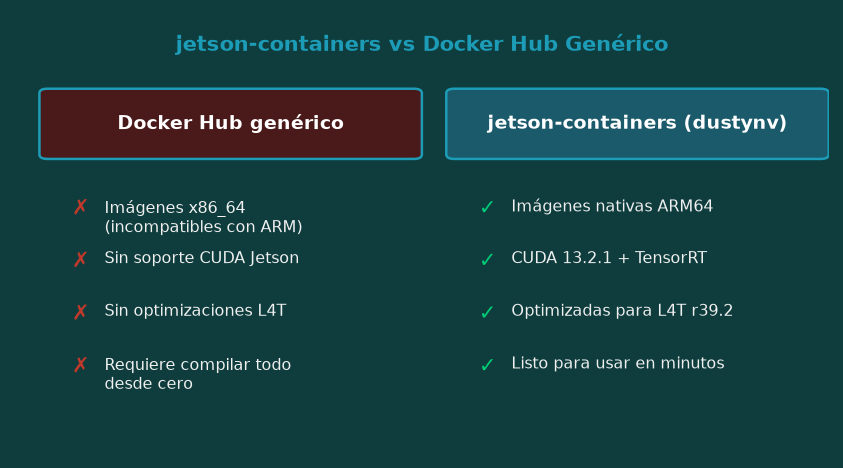 jetson-containers vs Docker Hub Genérico
Docker Hub genérico
✗ Imágenes x86_64
(incompatibles con ARM)
✗ Sin soporte CUDA Jetson
✗ Sin optimizaciones L4T
✗ Requiere compilar todo
desde cero
jetson-containers (dustynv)
✓ Imágenes nativas ARM64
✓ CUDA 13.2.1 + TensorRT
✓ Optimizadas para L4T r39.2
✓ Listo para usar en minutos